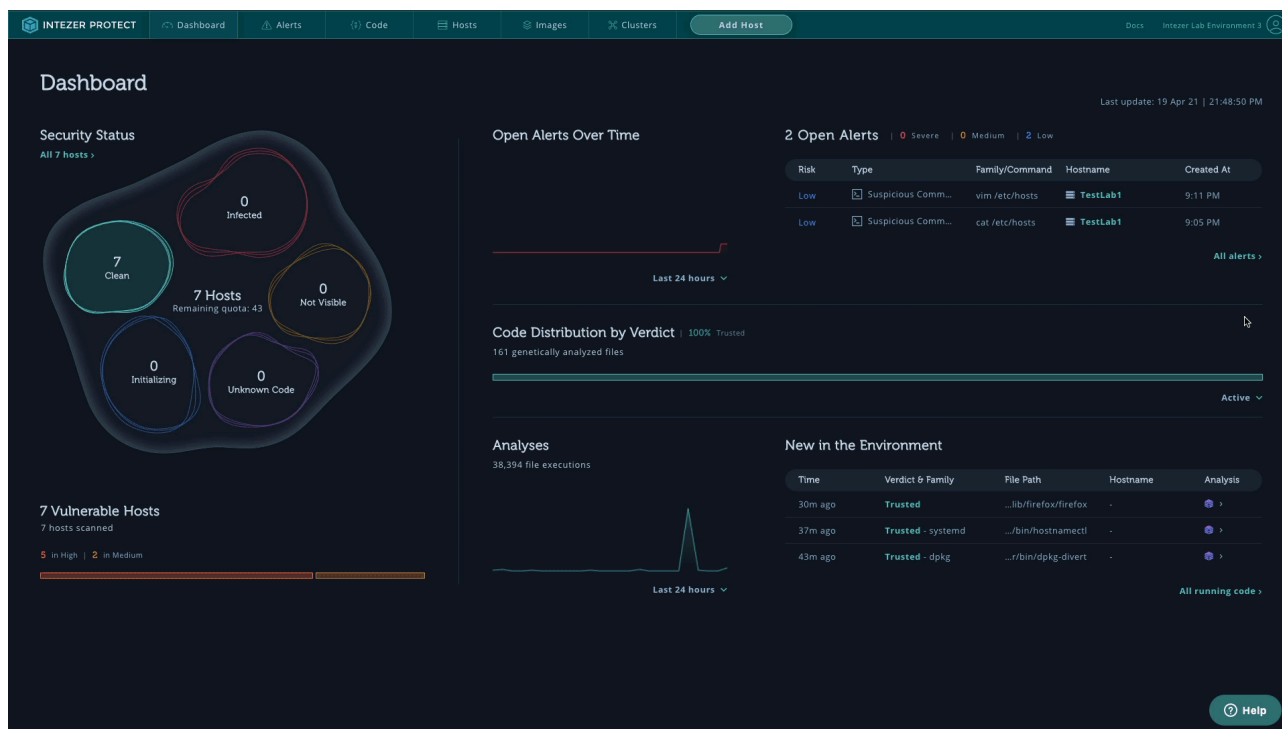 INTEZER PROTECT Dashboard Alerts Code Hosts Images Clusters Add Host Docs Intezer Lab Environment 3
Dashboard
Last update: 19 Apr 21 | 21:48:50 PM
Security Status
All 7 hosts ›
0
Infected
7
Clean
7 Hosts
Remaining quota: 43
0
Not Visible
0
Initializing
0
Unknown Code
7 Vulnerable Hosts
7 hosts scanned
5 in High | 2 in Medium
Open Alerts Over Time
Last 24 hours
2 Open Alerts | 0 Severe | 0 Medium | 2 Low
Risk Type Family/Command Hostname Created At
Low Suspicious Comm... vim /etc/hosts TestLab1 9:11 PM
Low Suspicious Comm... cat /etc/hosts TestLab1 9:05 PM
All alerts ›
Code Distribution by Verdict | 100% Trusted
161 genetically analyzed files
Active
Analyses
38,394 file executions
Last 24 hours
New in the Environment
Time Verdict & Family File Path Hostname Analysis
30m ago Trusted ...lib/firefox/firefox - ›
37m ago Trusted - systemd .../bin/hostnamectl - ›
43m ago Trusted - dpkg ...r/bin/dpkg-divert - ›
All running code ›
Help